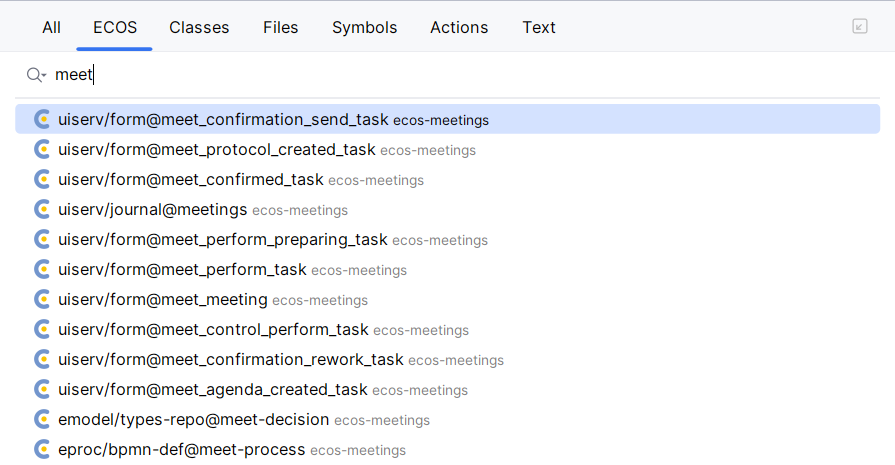 All ECOS Classes Files Symbols Actions Text
meet
uiserv/form@meet_confirmation_send_task ecos-meetings
uiserv/form@meet_protocol_created_task ecos-meetings
uiserv/form@meet_confirmed_task ecos-meetings
uiserv/journal@meetings ecos-meetings
uiserv/form@meet_perform_preparing_task ecos-meetings
uiserv/form@meet_perform_task ecos-meetings
uiserv/form@meet_meeting ecos-meetings
uiserv/form@meet_control_perform_task ecos-meetings
uiserv/form@meet_confirmation_rework_task ecos-meetings
uiserv/form@meet_agenda_created_task ecos-meetings
emodel/types-repo@meet-decision ecos-meetings
eproc/bpmn-def@meet-process ecos-meetings